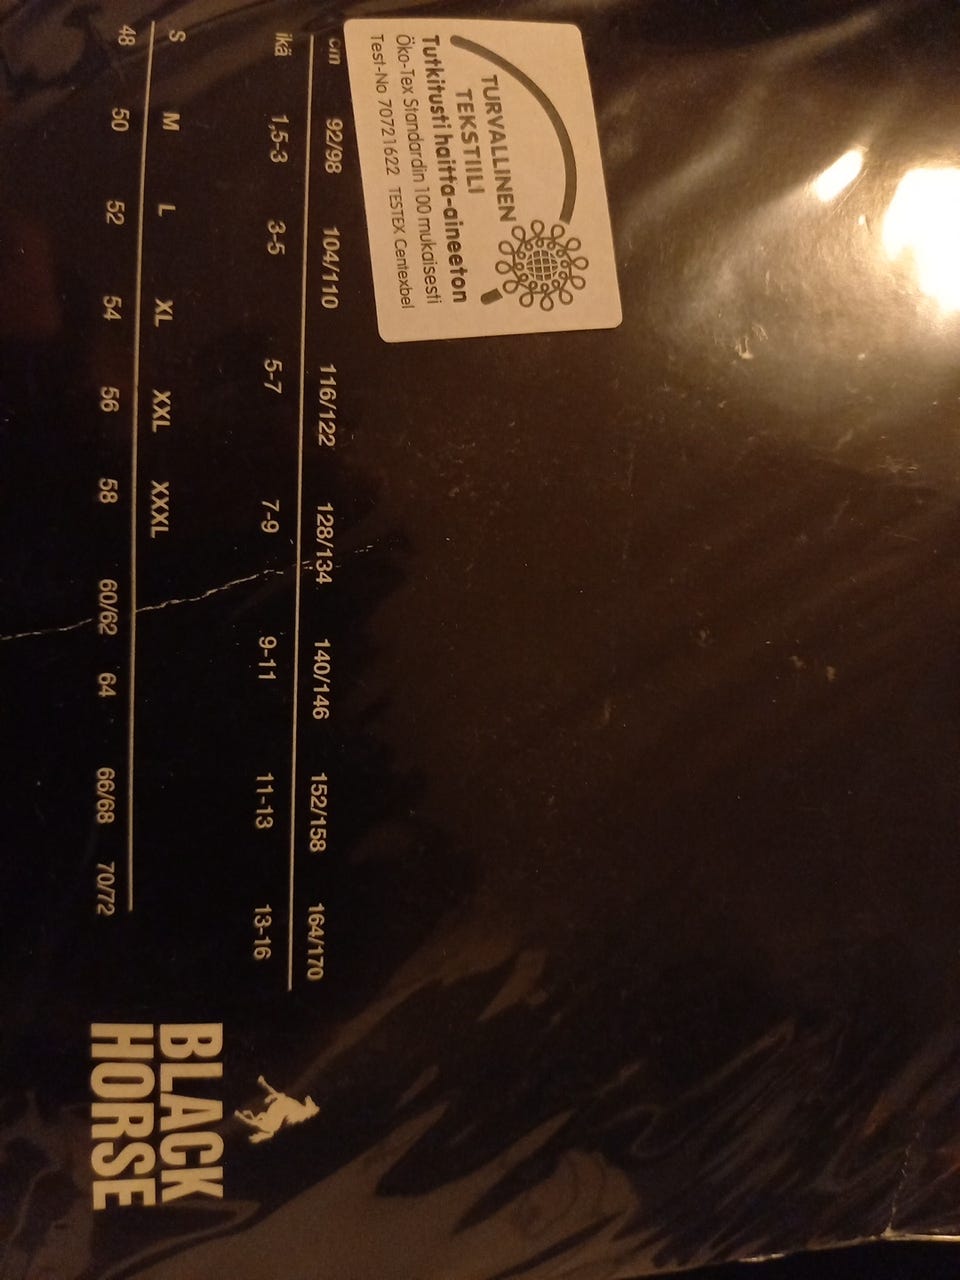 TURVALLINEN
TEKSTIILI
Tutkitusti haitta-aineeton
Öko-Tex Standardin 100 mukaisesti
Test-No 70721622 TESTEX Centexbel
cm 92/98 104/110 116/122 128/134 140/146 152/158 164/170
ikä 1,5-3 3-5 5-7 7-9 9-11 11-13 13-16
S M L XL XXL XXXL
48 50 52 54 56 58 60/62 64 66/68 70/72
BLACK
HORSE